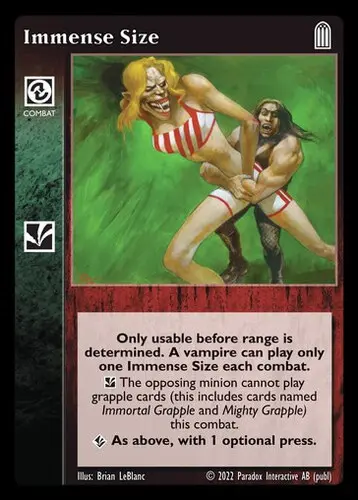 Immense Size
COMBAT
Only usable before range is
determined. A vampire can play only
one Immense Size each combat.
The opposing minion cannot play
grapple cards (this includes cards named
Immortal Grapple and Mighty Grapple)
this combat.
As above, with 1 optional press.
Illus: Brian LeBlanc © 2022 Paradox Interactive AB (publ)